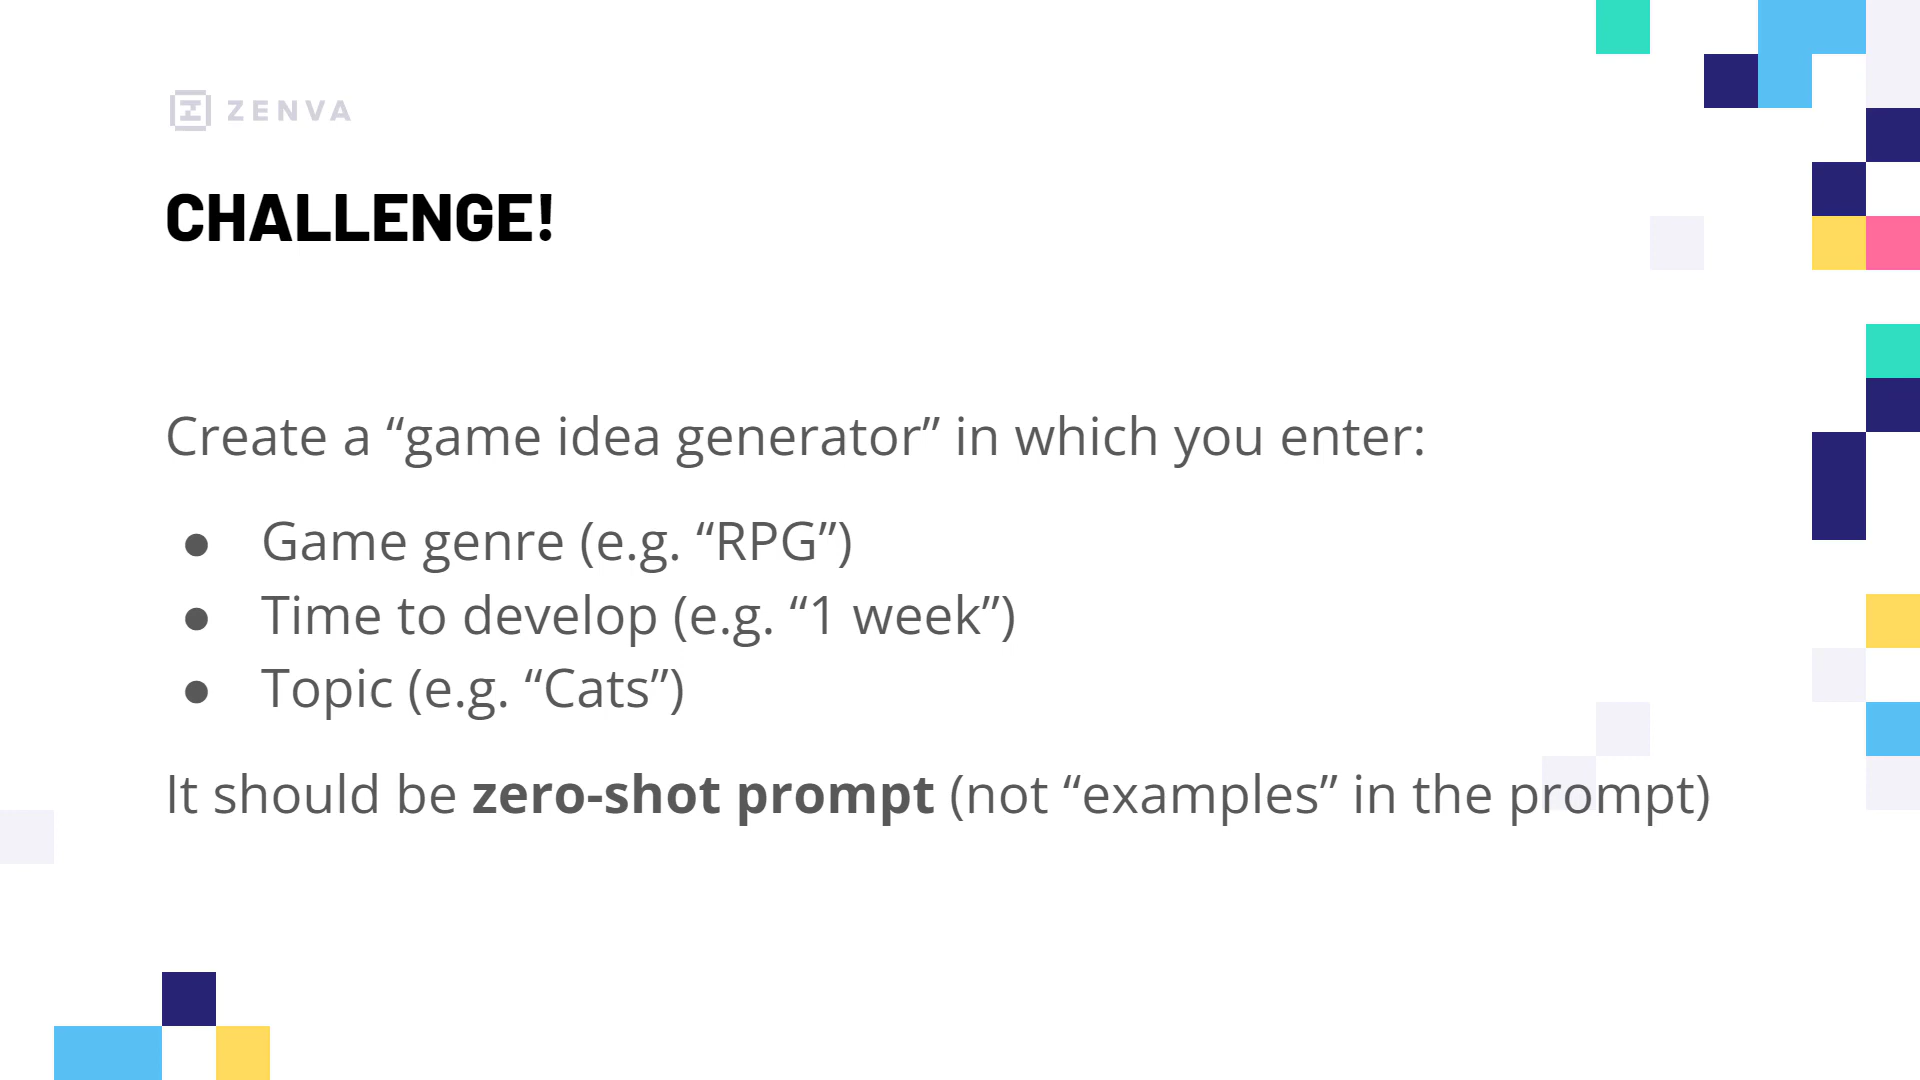 ZENVA
CHALLENGE!
Create a “game idea generator” in which you enter:
● Game genre (e.g. “RPG”)
● Time to develop (e.g. “1 week”)
● Topic (e.g. “Cats”)
It should be zero-shot prompt (not “examples” in the prompt)